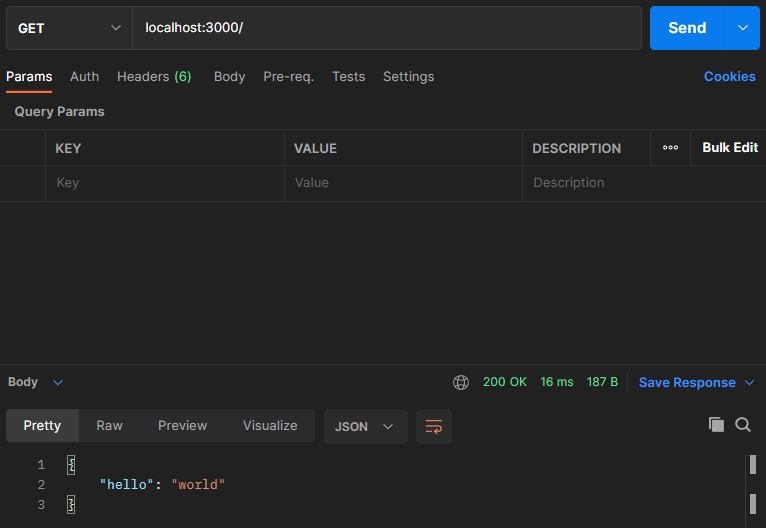 GET localhost:3000/ Send
Params Auth Headers (6) Body Pre-req. Tests Settings Cookies
Query Params
KEY VALUE DESCRIPTION ooo Bulk Edit
Key Value Description
Body 200 OK 16 ms 187 B Save Response
Pretty Raw Preview Visualize JSON
1 {
2 "hello": "world"
3 }